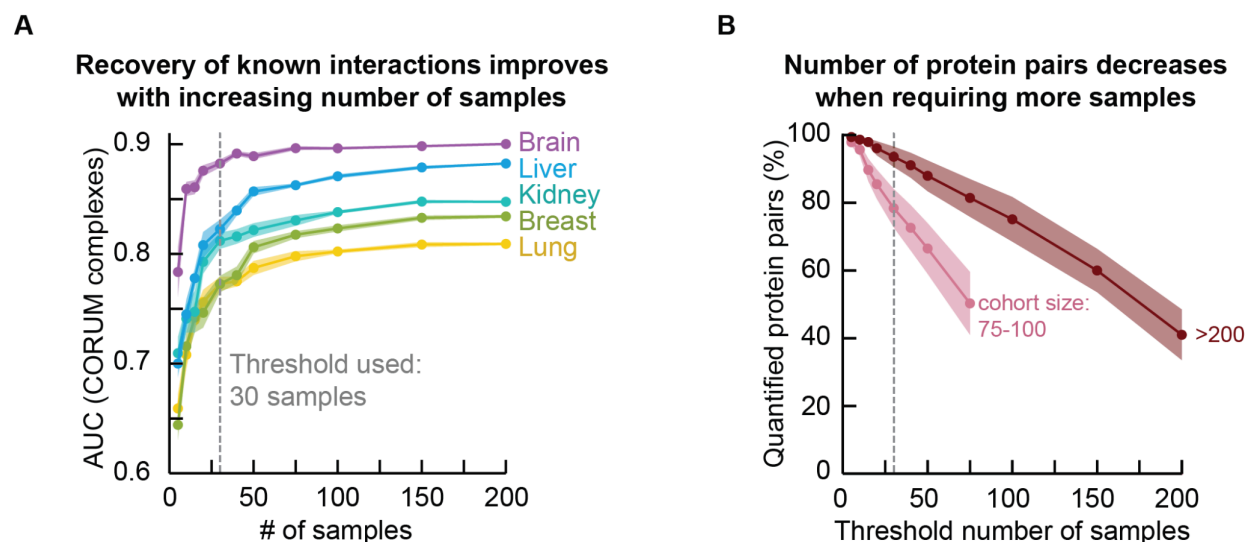 A
Recovery of known interactions improves
with increasing number of samples
AUC (CORUM complexes)
0.9
0.8
0.7
0.6
Brain
Liver
Kidney
Breast
Lung
Threshold used:
30 samples
0 50 100 150 200
# of samples
B
Number of protein pairs decreases
when requiring more samples
Quantified protein pairs (%)
100
80
60
40
20
0
cohort size:
75-100
>200
0 50 100 150 200
Threshold number of samples